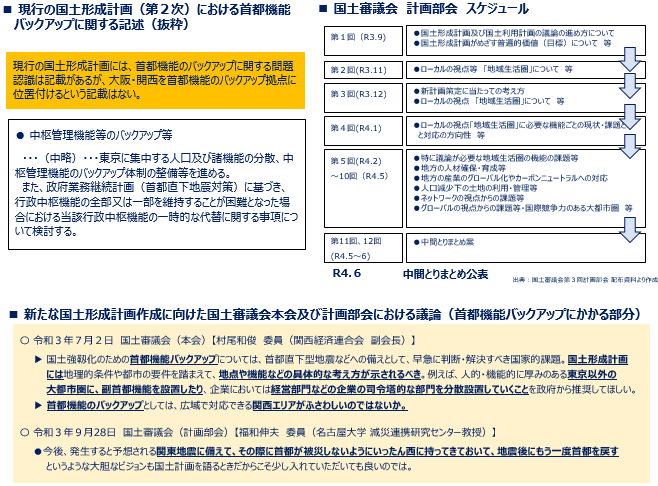 ■ 現行の国土形成計画（第２次）における首都機能
バックアップに関する記述（抜粋）
現行の国土形成計画には、首都機能のバックアップに関する問題
認識は記載があるが、大阪・関西を首都機能のバックアップ拠点に
位置付けるという記載はない。
● 中枢管理機能等のバックアップ等
・・・（中略）・・・東京に集中する人口及び諸機能の分散、中
枢管理機能のバックアップ体制の整備等を進める。
また、政府業務継続計画（首都直下地震対策）に基づき、
行政中枢機能の全部又は一部を維持することが困難となった場
合における当該行政中枢機能の一時的な代替に関する事項につ
いて検討する。
■ 国土審議会 計画部会 スケジュール
第１回（R3.9）
●国土形成計画及び国土利用計画の議論の進め方について
●国土形成計画がめざす普遍的価値（目標）について 等
第２回（R3.11）
●ローカルの視点等 「地域生活圏」について 等
第３回（R3.12）
●新計画策定に当たっての考え方
●ローカルの視点 「地域生活圏」について 等
第４回（R4.1）
●ローカルの視点「地域生活圏」に必要な機能ごとの現状・課題と
と対応の方向性 等
第５回（R4.2）
～10回（R4.5）
●特に議論が必要な地域生活圏の機能の課題等
●地方の人材確保・育成等
●地方の産業のグローバル化やカーボンニュートラルへの対応
●人口減少下の土地の利用・管理等
●ネットワークの視点からの課題等
●グローバルの視点からの課題等・国際競争力のある大都市圏 等
第11回、12回
(R4.5～6)
●中間とりまとめ案
R4.６ 中間とりまとめ公表
出典：国土審議会第３回計画部会 配布資料より作成
■ 新たな国土形成計画作成に向けた国土審議会本会及び計画部会における議論（首都機能バックアップにかかる部分）
○ 令和３年７月２日 国土審議会（本会）【村尾和俊 委員（関西経済連合会 副会長）】
▶ 国土強靱化のための首都機能バックアップについては、首都直下型地震などへの備えとして、早急に判断・解決すべき国家的課題。国土形成計画
には地理的条件や都市の要件を踏まえて、地点や機能などの具体的な考え方が示されるべき。例えば、人的・機能的に厚みのある東京以外の
大都市圏に、副首都機能を設置したり、企業においては経営部門などの企業の司令塔的な部門を分散設置していくことを政府から推奨してほしい。
▶ 首都機能のバックアップとしては、広域で対応できる関西エリアがふさわしいのではないか。
○ 令和３年９月28日 国土審議会（計画部会）【福和伸夫 委員（名古屋大学 減災連携研究センター教授）】
●今後、発生すると予想される関東地震に備えて、その際に首都が被災しないようにいったん西に持ってきておいて、地震後にもう一度首都を戻す
というような大胆なビジョンも国土計画を語るときだからこそ少し入れていただいても良いのでは。